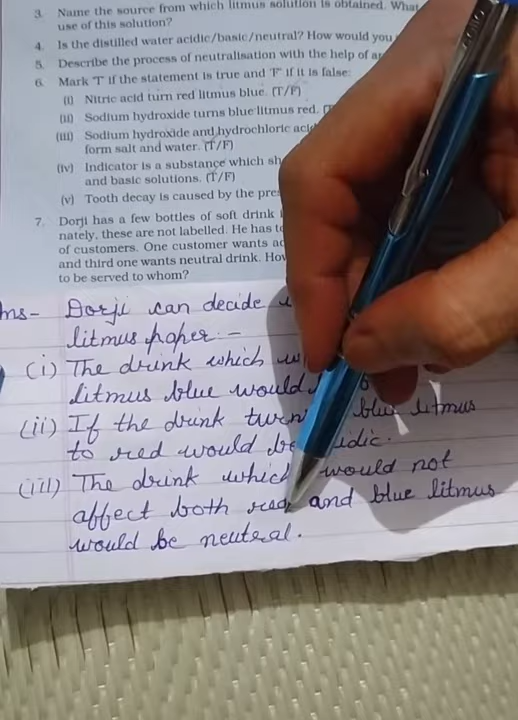 3. Name the source from which litmus solution is obtained. What
use of this solution?
4. Is the distilled water acidic/basic/neutral? How would you
5. Describe the process of neutralisation with the help of
6. Mark 'T' if the statement is true and 'F' if it is false:
(i) Nitric acid turn red litmus blue. (T/F)
(ii) Sodium hydroxide turns blue litmus red.
(iii) Sodium hydroxide and hydrochloric
form salt and water. (T/F)
(iv) Indicator is a substance which
and basic solutions. (T/F)
(v) Tooth decay is caused by the
7. Dorji has a few bottles of soft drink
nately, these are not labelled. He has
of customers. One customer wants
and third one wants neutral drink.
to be served to whom?
Ans- Dorji can decide
litmus paper :-
(i) The drink which
litmus blue would
(ii) If the drink blue litmus
to red would
(iii) The drink which would not
affect both red and blue litmus
would be neutral.